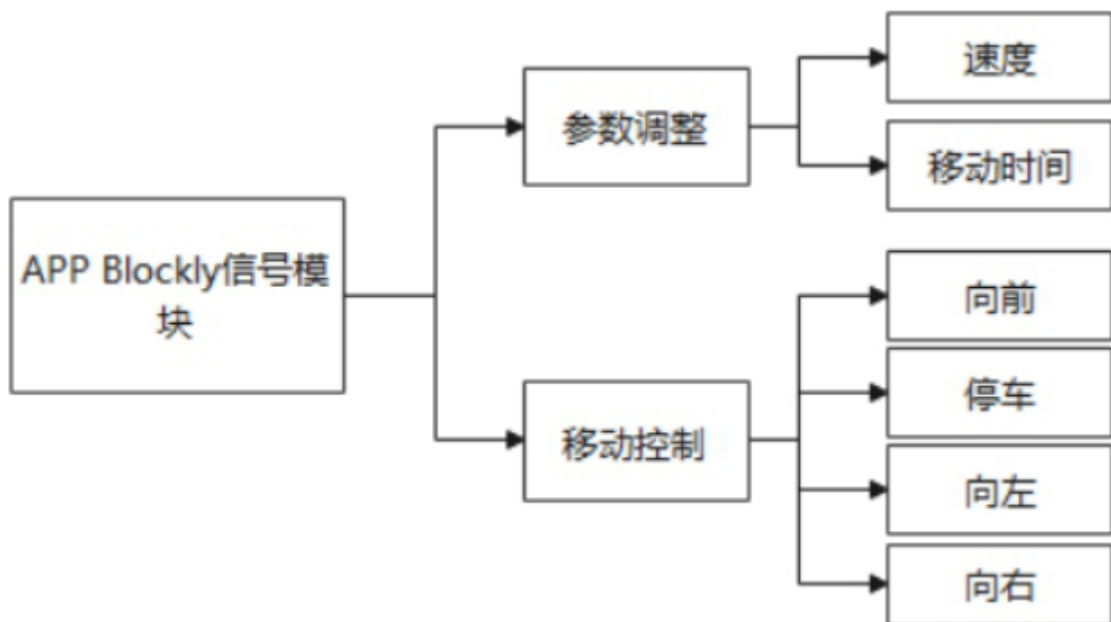 APP Blockly信号模
块
参数调整
速度
移动时间
移动控制
向前
停车
向左
向右